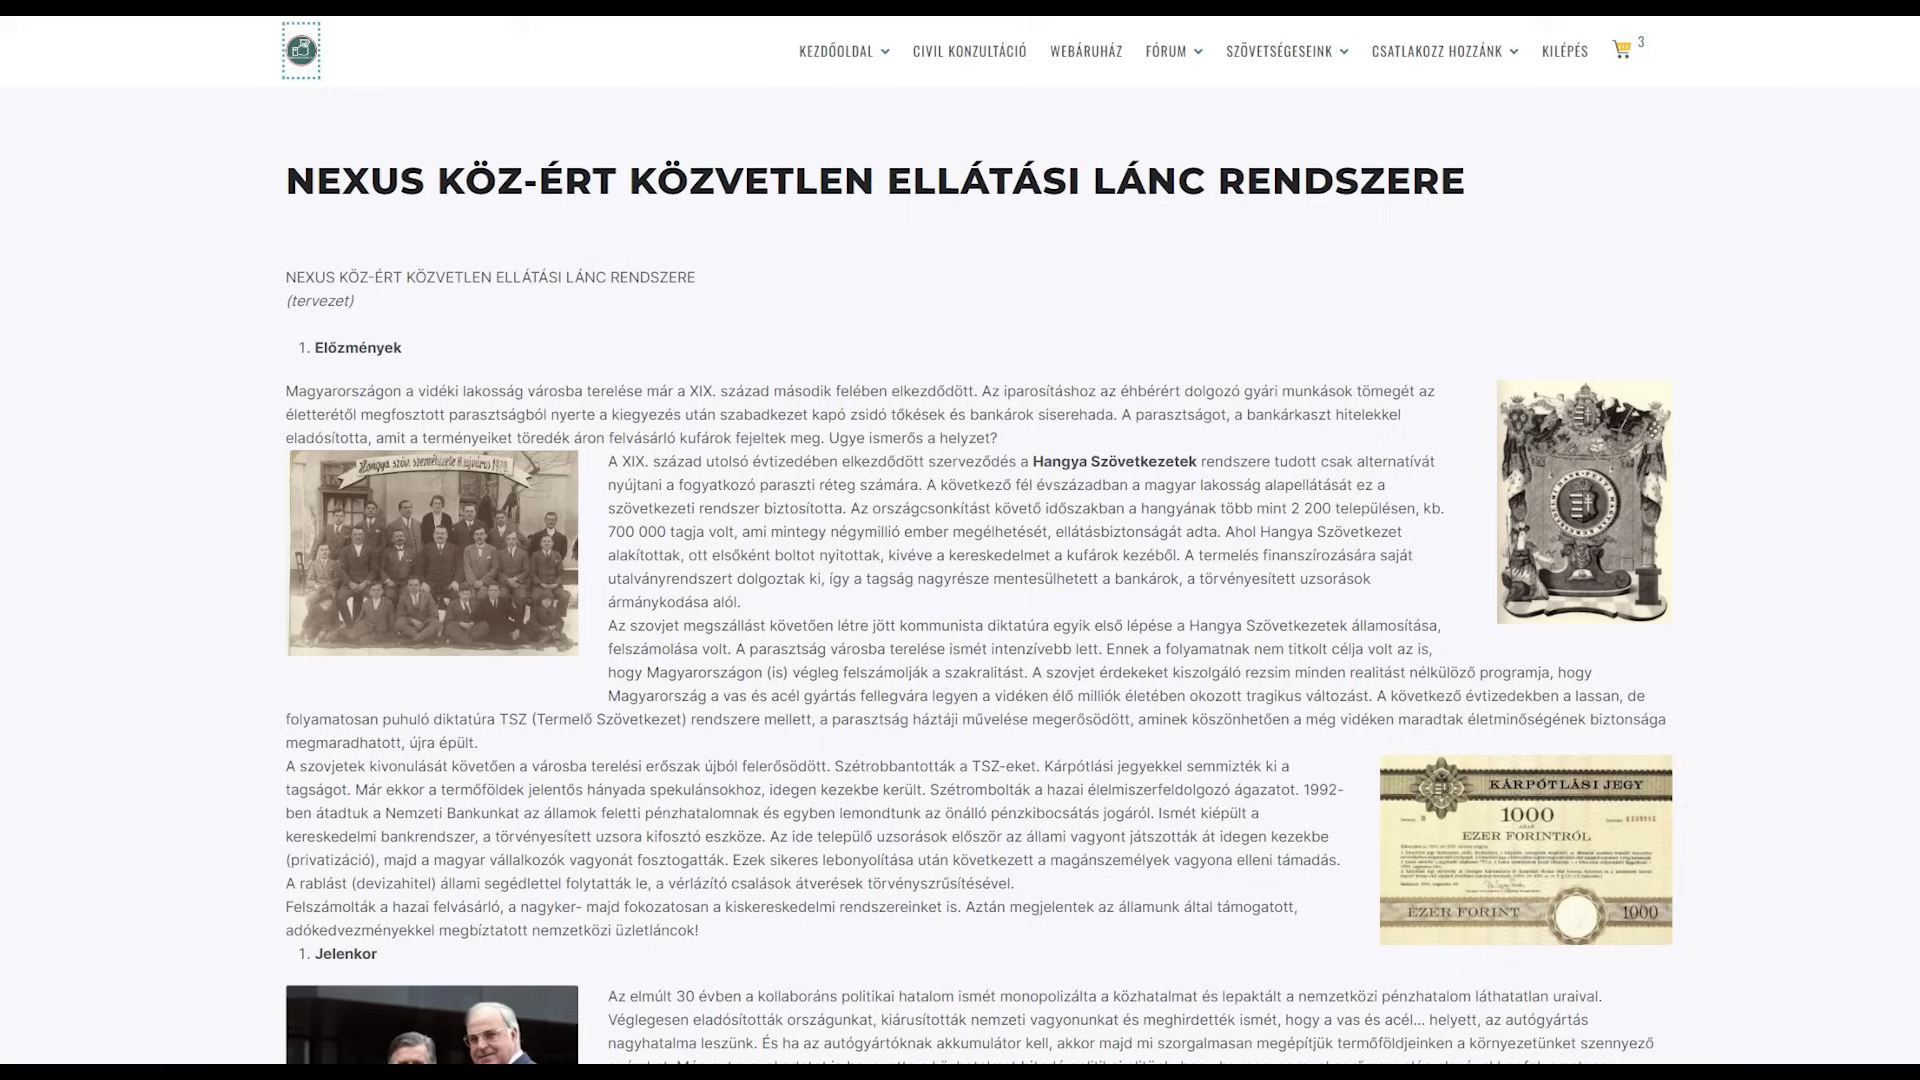 KEZDŐOLDAL CIVIL KONZULTÁCIÓ WEBÁRUHÁZ FÓRUM SZÖVETSÉGESEINK CSATLAKOZZ HOZZÁNK KILÉPÉS 3
NEXUS KÖZ-ÉRT KÖZVETLEN ELLÁTÁSI LÁNC RENDSZERE
NEXUS KÖZ-ÉRT KÖZVETLEN ELLÁTÁSI LÁNC RENDSZERE
(tervezet)
1. Előzmények
Magyarországon a vidéki lakosság városba terelése már a XIX. század második felében elkezdődött. Az iparosításhoz az éhbérért dolgozó gyári munkások tömegét az
életterétől megfosztott parasztságból nyerte a kiegyezés után szabadkezet kapó zsidó tőkések és bankárok siserehada. A parasztságot, a bankárkaszt hitelekkel
eladósította, amit a terményeiket töredék áron felvásárló kufárok fejeltek meg. Ugye ismerős a helyzet?
Hangya szöv. személyzete B.ujváros 1929.
A XIX. század utolsó évtizedében elkezdődött szerveződés a Hangya Szövetkezetek rendszere tudott csak alternatívát
nyújtani a fogyatkozó paraszti réteg számára. A következő fél évszázadban a magyar lakosság alapellátását ez a
szövetkezeti rendszer biztosította. Az országcsonkítást követő időszakban a hangyának több mint 2 200 településen, kb.
700 000 tagja volt, ami mintegy négymillió ember megélhetését, ellátásbiztonságát adta. Ahol Hangya Szövetkezet
alakítottak, ott elsőként boltot nyitottak, kivéve a kereskedelmet a kufárok kezéből. A termelés finanszírozására saját
utalványrendszert dolgoztak ki, így a tagság nagyrésze mentesülhetett a bankárok, a törvényesített uzsorások
ármánykodása alól.
Az szovjet megszállást követően létre jött kommunista diktatúra egyik első lépése a Hangya Szövetkezetek államosítása,
felszámolása volt. A parasztság városba terelése ismét intenzívebb lett. Ennek a folyamatnak nem titkolt célja volt az is,
hogy Magyarországon (is) végleg felszámolják a szakralitást. A szovjet érdekeket kiszolgáló rezsim minden realitást nélkülöző programja, hogy
Magyarország a vas és acél gyártás fellegvára legyen a vidéken élő milliók életében okozott tragikus változást. A következő évtizedekben a lassan, de
folyamatosan puhuló diktatúra TSZ (Termelő Szövetkezet) rendszere mellett, a parasztság háztáji művelése megerősödött, aminek köszönhetően a még vidéken maradtak életminőségének biztonsága
megmaradhatott, újra épült.
A szovjetek kivonulását követően a városba terelési erőszak újból felerősödött. Szétrobbantották a TSZ-eket. Kárpótlási jegyekkel semmizték ki a
tagságot. Már ekkor a termőföldek jelentős hányada spekulánsokhoz, idegen kezekbe került. Szétrombolták a hazai élelmiszerfeldolgozó ágazatot. 1992-
ben átadtuk a Nemzeti Bankunkat az államok feletti pénzhatalomnak és egyben lemondtunk az önálló pénzkibocsátás jogáról. Ismét kiépült a
kereskedelmi bankrendszer, a törvényesített uzsora kifosztó eszköze. Az ide települő uzsorások először az állami vagyont játszották át idegen kezekbe
(privatizáció), majd a magyar vállalkozók vagyonát fosztogatták. Ezek sikeres lebonyolítása után következett a magánszemélyek vagyona elleni támadás.
A rablást (devizahitel) állami segédlettel folytatták le, a vérlázító csalások átverések törvényszrűsítésével.
Felszámolták a hazai felvásárló, a nagyker- majd fokozatosan a kiskereskedelmi rendszereinket is. Aztán megjelentek az államunk által támogatott,
adókedvezményekkel megbíztatott nemzetközi üzletláncok!
KÁRPÓTLÁSI JEGY
1000
EZER FORINTRÓL
EZER FORINT 1000
1. Jelenkor
Az elmúlt 30 évben a kollaboráns politikai hatalom ismét monopolizálta a közhatalmat és lepaktált a nemzetközi pénzhatalom láthatatlan uraival.
Véglegesen eladósították országunkat, kiárusították nemzeti vagyonunkat és meghirdették ismét, hogy a vas és acél... helyett, az autógyártás
nagyhatalma leszünk. És ha az autógyártóknak akkumulátor kell, akkor majd mi szorgalmasan megépítjük termőföldjeinken a környezetünket szennyező